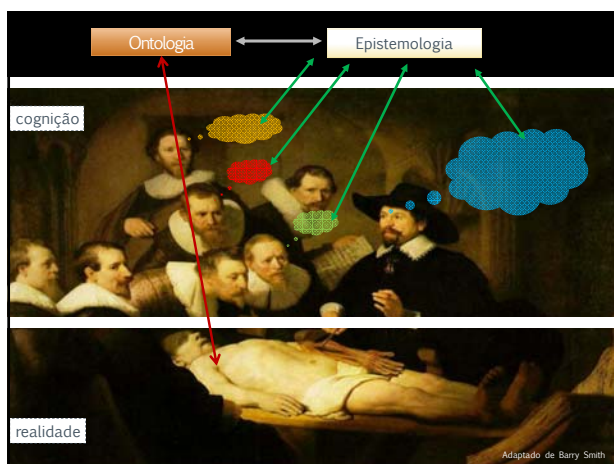 Ontologia
Epistemologia
cognição
realidade
Adaptado de Barry Smith